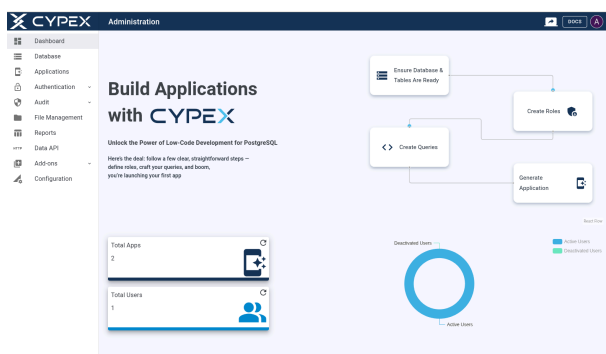 CYPEX
Administration
DOCS
A
Dashboard
Database
Applications
Authentication
Audit
File Management
Reports
HTTP
Data API
Add-ons
Configuration
Build Applications
with CYPEX
Unlock the Power of Low-Code Development for PostgreSQL
Here's the deal: follow a few clear, straightforward steps —
define roles, craft your queries, and boom,
you're launching your first app
Ensure Database &
Tables Are Ready
Create Roles
Create Queries
Generate
Application
React Flow
Total Apps
2
Total Users
1
Deactivated Users
Active Users
Active Users
Deactivated Users